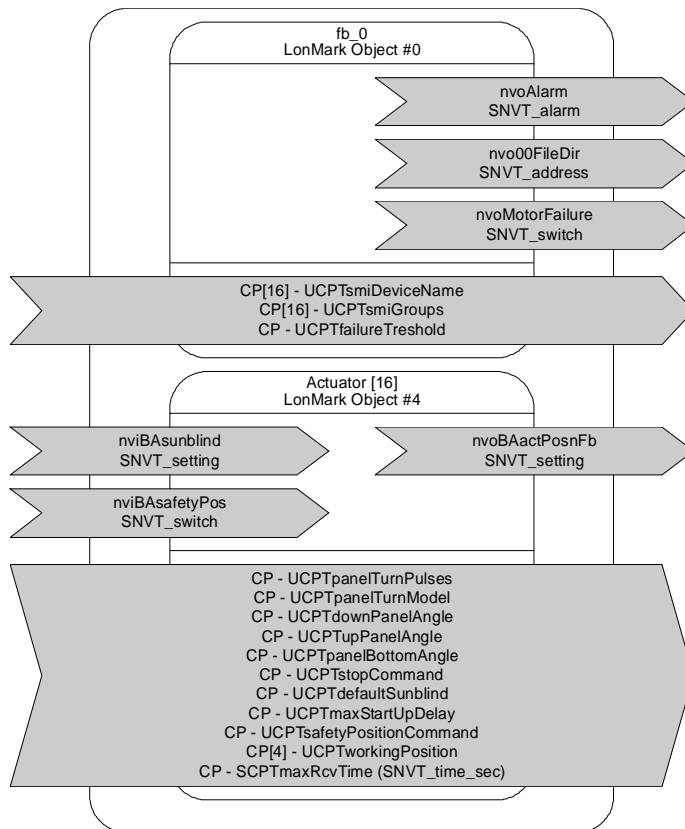 fb_0
LonMark Object #0
nvoAlarm
SNVT_alarm
nvo00FileDir
SNVT_address
nvoMotorFailure
SNVT_switch
CP[16] - UCPTsmiDeviceName
CP[16] - UCPTsmiGroups
CP - UCPTfailureTreshold
Actuator [16]
LonMark Object #4
nviBAsunblind
SNVT_setting
nvoBAactPosnFb
SNVT_setting
nviBAsafetyPos
SNVT_switch
CP - UCPTpanelTurnPulses
CP - UCPTpanelTurnModel
CP - UCPTdownPanelAngle
CP - UCPTupPanelAngle
CP - UCPTpanelBottomAngle
CP - UCPTstopCommand
CP - UCPTdefaultSunblind
CP - UCPTmaxStartUpDelay
CP - UCPTsafetyPositionCommand
CP[4] - UCPTworkingPosition
CP - SCPTmaxRcvTime (SNVT_time_sec)